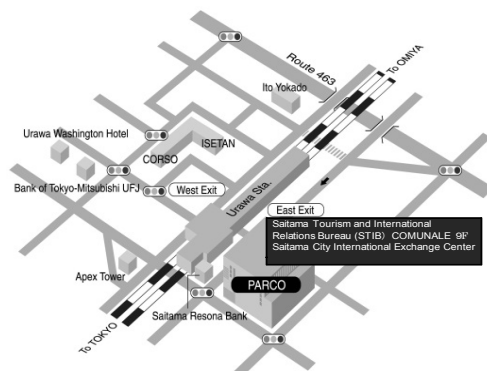 Route 463
To OMIYA
Ito Yokado
Urawa Washington Hotel
ISETAN
CORSO
Bank of Tokyo-Mitsubishi UFJ
West Exit
Urawa Sta.
East Exit
Saitama Tourism and International
Relations Bureau (STIB) COMUNALE 9F
Saitama City International Exchange Center
Apex Tower
PARCO
Saitama Resona Bank
To TOKYO